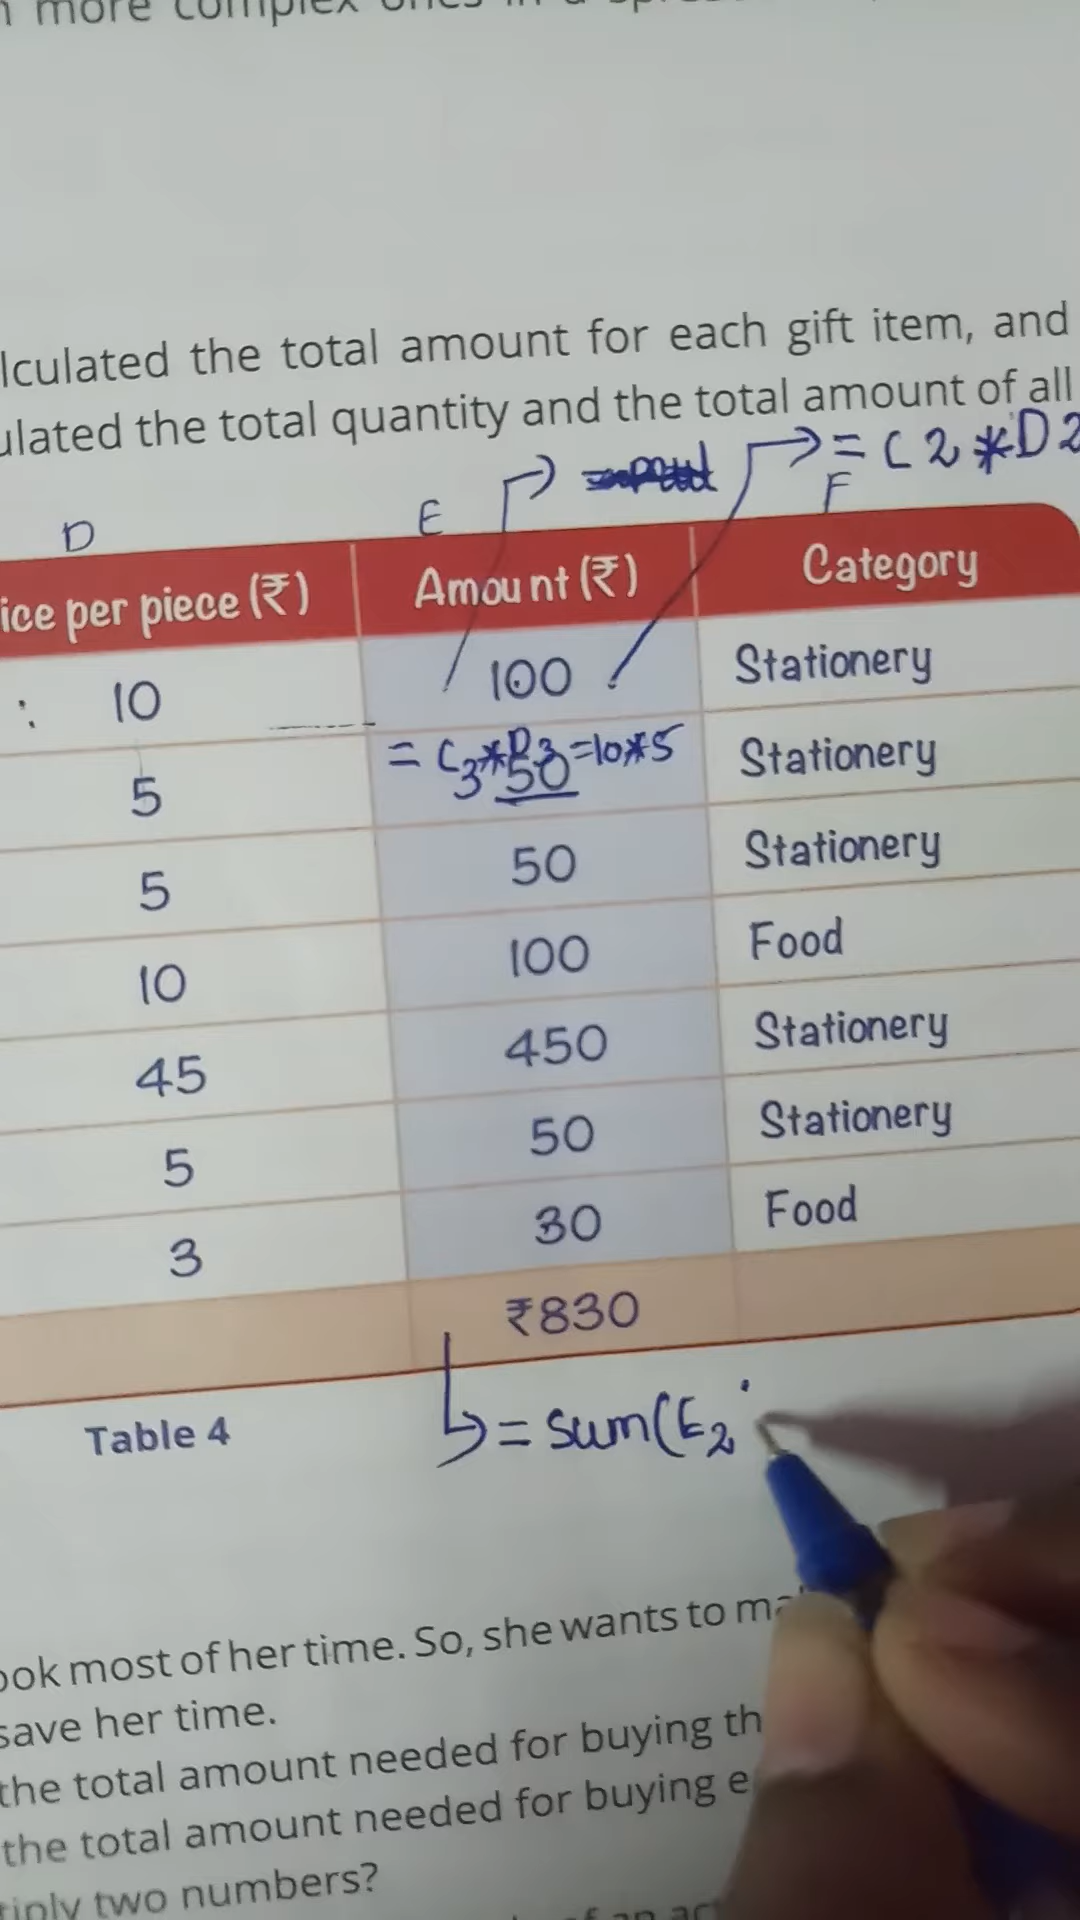 more complex
lculated the total amount for each gift item, and
ulated the total quantity and the total amount of all
= C2*D2
D E F
ice per piece (₹) Amount (₹) Category
10 100 Stationery
5 = C3*D3 = 10*5 50 Stationery
5 50 Stationery
10 100 Food
45 450 Stationery
5 50 Stationery
3 30 Food
₹830
= Sum(E2
Table 4
ook most of her time. So, she wants to ma
save her time.
the total amount needed for buying th
the total amount needed for buying e
tiply two numbers?